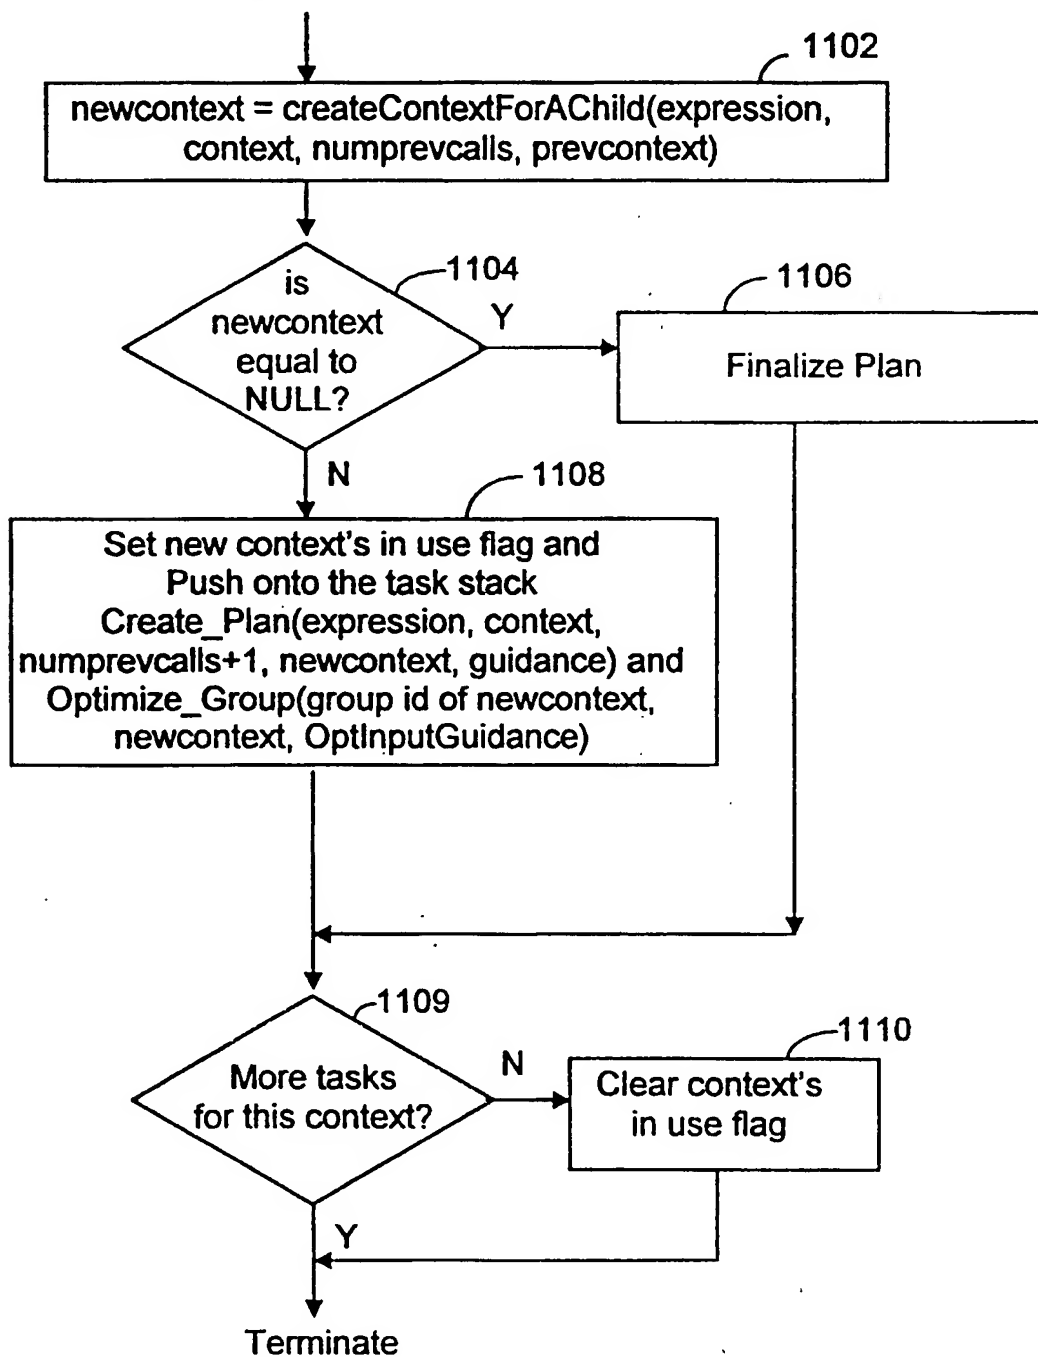 1102
newcontext = createContextForAChild(expression,
context, numprevcalls, prevcontext)
1104
is
newcontext
equal to
NULL?
Y
1106
Finalize Plan
N
1108
Set new context's in use flag and
Push onto the task stack
Create_Plan(expression, context,
numprevcalls+1, newcontext, guidance) and
Optimize_Group(group id of newcontext,
newcontext, OptInputGuidance)
1109
More tasks
for this context?
N
1110
Clear context's
in use flag
Y
Terminate